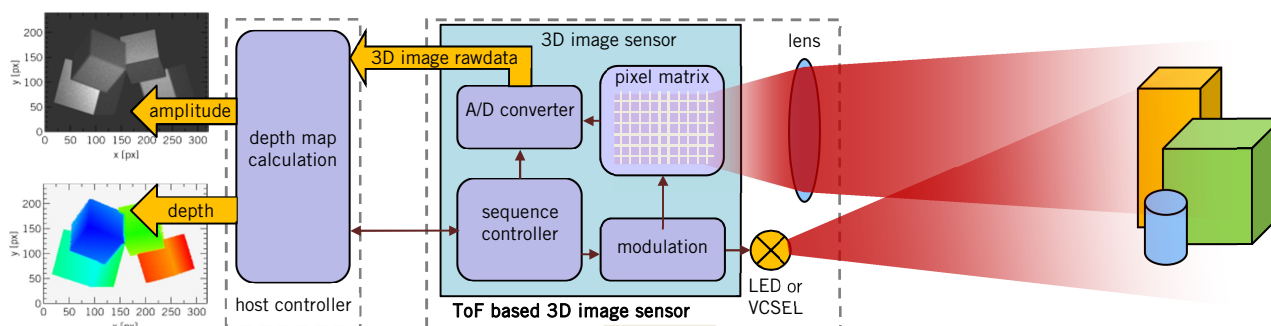 200
150
100
50
0
y [px]
0 50 100 150 200 250 300
x [px]
amplitude
200
150
100
50
0
y [px]
0 50 100 150 200 250 300
x [px]
depth
depth map
calculation
host controller
3D image rawdata
3D image sensor
A/D converter
pixel matrix
sequence
controller
modulation
ToF based 3D image sensor
lens
LED or
VCSEL